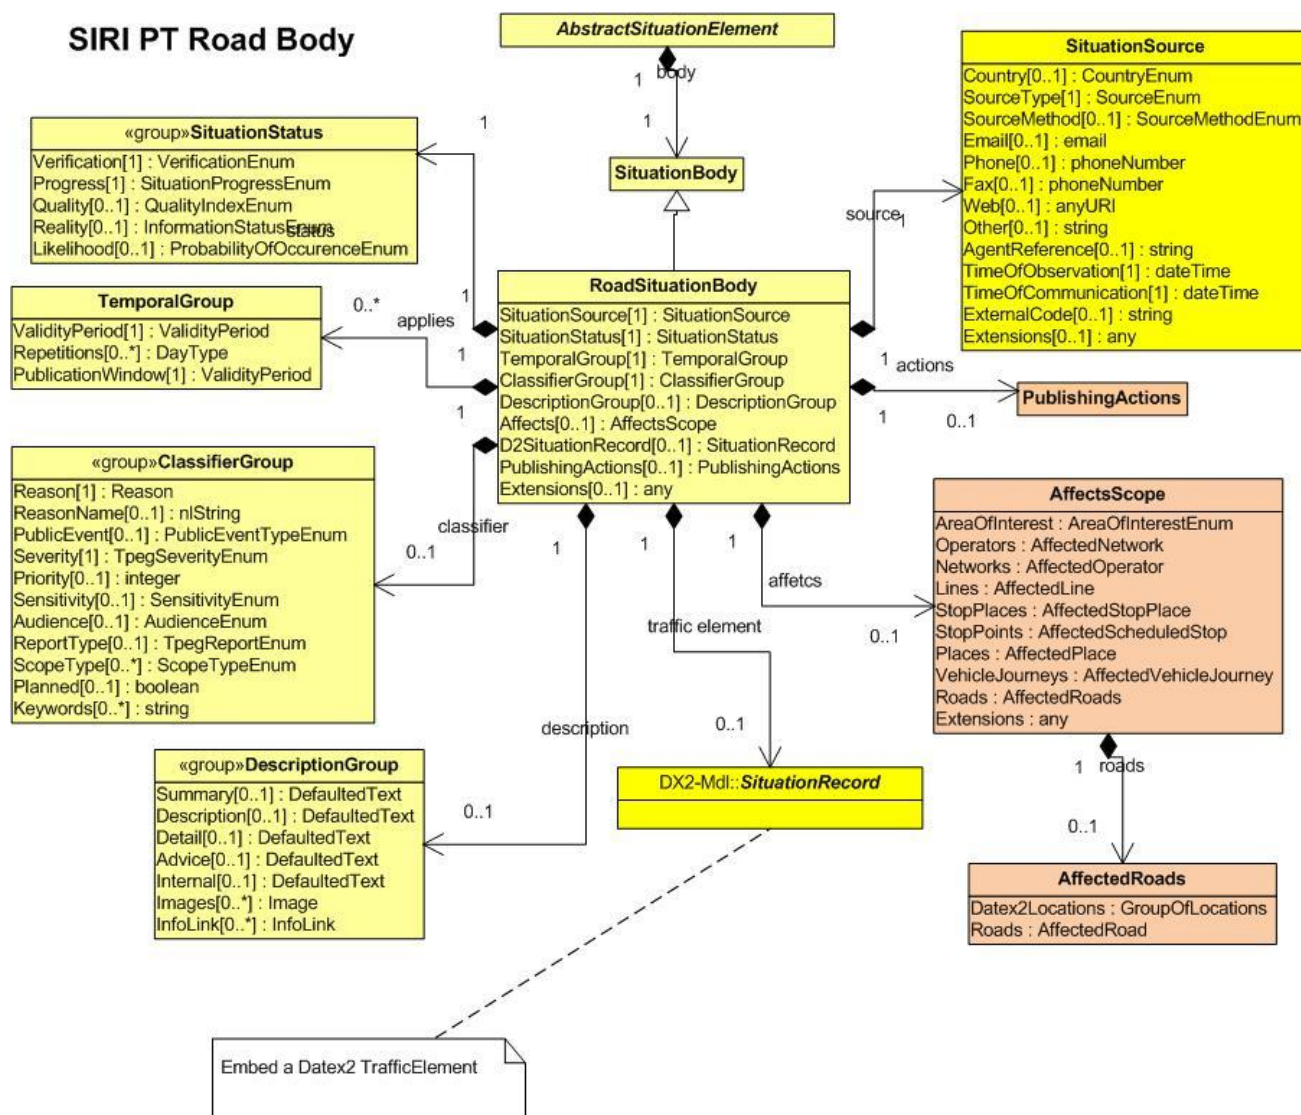 SIRI PT Road Body
AbstractSituationElement
1
body
1
SituationBody
SituationSource
Country[0..1] : CountryEnum
SourceType[1] : SourceEnum
SourceMethod[0..1] : SourceMethodEnum
Email[0..1] : email
Phone[0..1] : phoneNumber
Fax[0..1] : phoneNumber
Web[0..1] : anyURI
Other[0..1] : string
AgentReference[0..1] : string
TimeOfObservation[1] : dateTime
TimeOfCommunication[1] : dateTime
ExternalCode[0..1] : string
Extensions[0..1] : any
1
«group»SituationStatus
Verification[1] : VerificationEnum
Progress[1] : SituationProgressEnum
Quality[0..1] : QualityIndexEnum
Reality[0..1] : InformationStatusEnum
status
Likelihood[0..1] : ProbabilityOfOccurenceEnum
source
1
RoadSituationBody
SituationSource[1] : SituationSource
SituationStatus[1] : SituationStatus
TemporalGroup[1] : TemporalGroup
ClassifierGroup[1] : ClassifierGroup
DescriptionGroup[0..1] : DescriptionGroup
Affects[0..1] : AffectsScope
D2SituationRecord[0..1] : SituationRecord
PublishingActions[0..1] : PublishingActions
Extensions[0..1] : any
TemporalGroup
ValidityPeriod[1] : ValidityPeriod
Repetitions[0..*] : DayType
PublicationWindow[1] : ValidityPeriod
0..*
applies
1
1
1
1
actions
1
0..1
PublishingActions
«group»ClassifierGroup
Reason[1] : Reason
ReasonName[0..1] : nlString
PublicEvent[0..1] : PublicEventTypeEnum
Severity[1] : TpegSeverityEnum
Priority[0..1] : integer
Sensitivity[0..1] : SensitivityEnum
Audience[0..1] : AudienceEnum
ReportType[0..1] : TpegReportEnum
ScopeType[0..*] : ScopeTypeEnum
Planned[0..1] : boolean
Keywords[0..*] : string
classifier
0..1
1
1
1
affetcs
0..1
traffic element
0..1
description
0..1
AffectsScope
AreaOfInterest : AreaOfInterestEnum
Operators : AffectedNetwork
Networks : AffectedOperator
Lines : AffectedLine
StopPlaces : AffectedStopPlace
StopPoints : AffectedScheduledStop
Places : AffectedPlace
VehicleJourneys : AffectedVehicleJourney
Roads : AffectedRoads
Extensions : any
1
roads
0..1
«group»DescriptionGroup
Summary[0..1] : DefaultedText
Description[0..1] : DefaultedText
Detail[0..1] : DefaultedText
Advice[0..1] : DefaultedText
Internal[0..1] : DefaultedText
Images[0..*] : Image
InfoLink[0..*] : InfoLink
DX2-Mdl::SituationRecord
AffectedRoads
Datex2Locations : GroupOfLocations
Roads : AffectedRoad
Embed a Datex2 TrafficElement